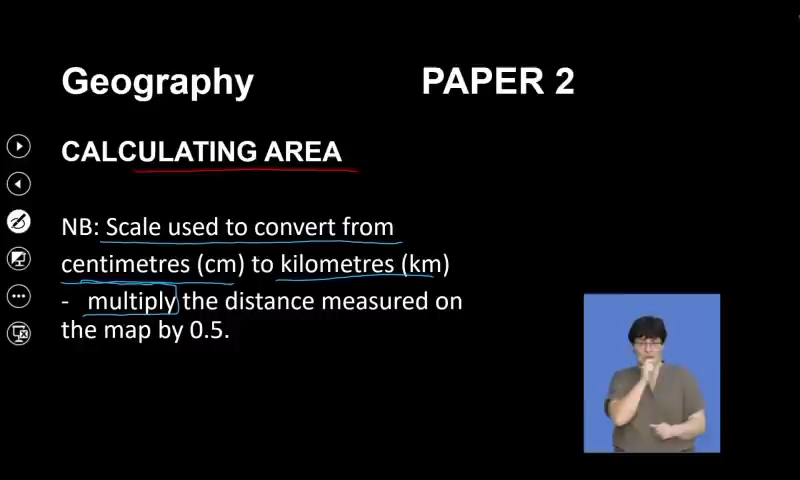 Geography PAPER 2
CALCULATING AREA
NB: Scale used to convert from
centimetres (cm) to kilometres (km)
- multiply the distance measured on
the map by 0.5.